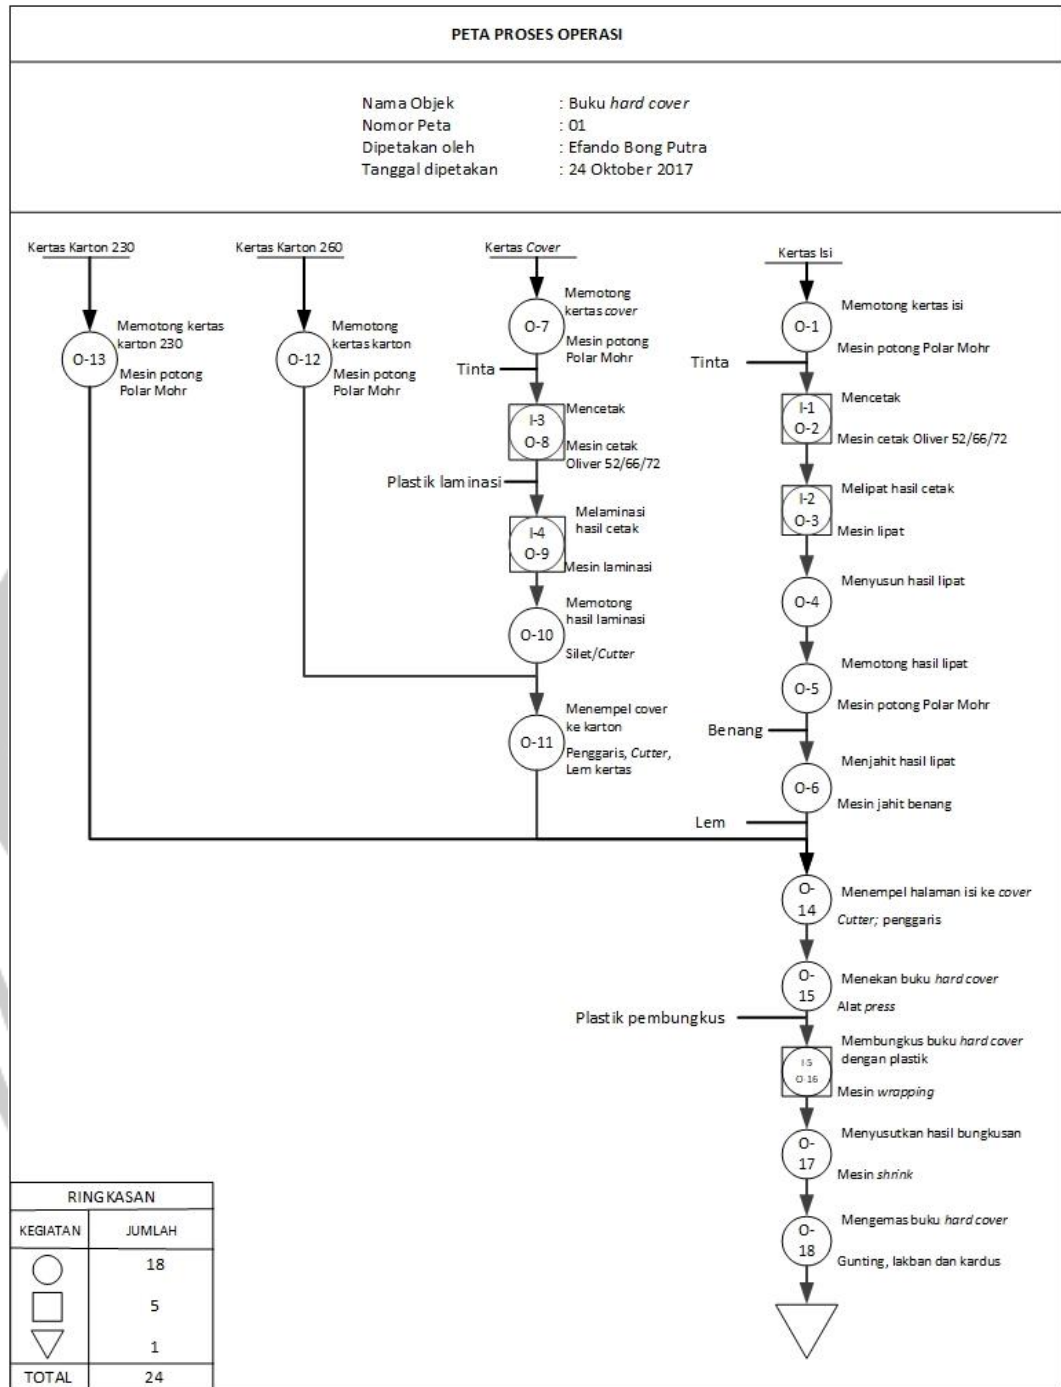 PETA PROSES OPERASI
Nama Objek : Buku hard cover
Nomor Peta : 01
Dipetakan oleh : Efando Bong Putra
Tanggal dipetakan : 24 Oktober 2017
Kertas Karton 230
O-13
Memotong kertas
karton 230
Mesin potong
Polar Mohr
Kertas Karton 260
O-12
Memotong
kertas karton
Mesin potong
Polar Mohr
Kertas Cover
O-7
Memotong
kertas cover
Mesin potong
Polar Mohr
Tinta
I-3
O-8
Mencetak
Mesin cetak
Oliver 52/66/72
Plastik laminasi
I-4
O-9
Melaminasi
hasil cetak
Mesin laminasi
O-10
Memotong
hasil laminasi
Silet/Cutter
O-11
Menempel cover
ke karton
Penggaris, Cutter,
Lem kertas
Kertas Isi
O-1
Memotong kertas isi
Mesin potong Polar Mohr
Tinta
I-1
O-2
Mencetak
Mesin cetak Oliver 52/66/72
I-2
O-3
Melipat hasil cetak
Mesin lipat
O-4
Menyusun hasil lipat
O-5
Memotong hasil lipat
Mesin potong Polar Mohr
Benang
O-6
Menjahit hasil lipat
Mesin jahit benang
Lem
O-
14
Menempel halaman isi ke cover
Cutter; penggaris
O-
15
Menekan buku hard cover
Alat press
Plastik pembungkus
I-5
O-16
Membungkus buku hard cover
dengan plastik
Mesin wrapping
O-
17
Menyusutkan hasil bungkusan
Mesin shrink
O-
18
Mengemas buku hard cover
Gunting, lakban dan kardus
RINGKASAN
KEGIATAN JUMLAH
18
5
1
TOTAL 24